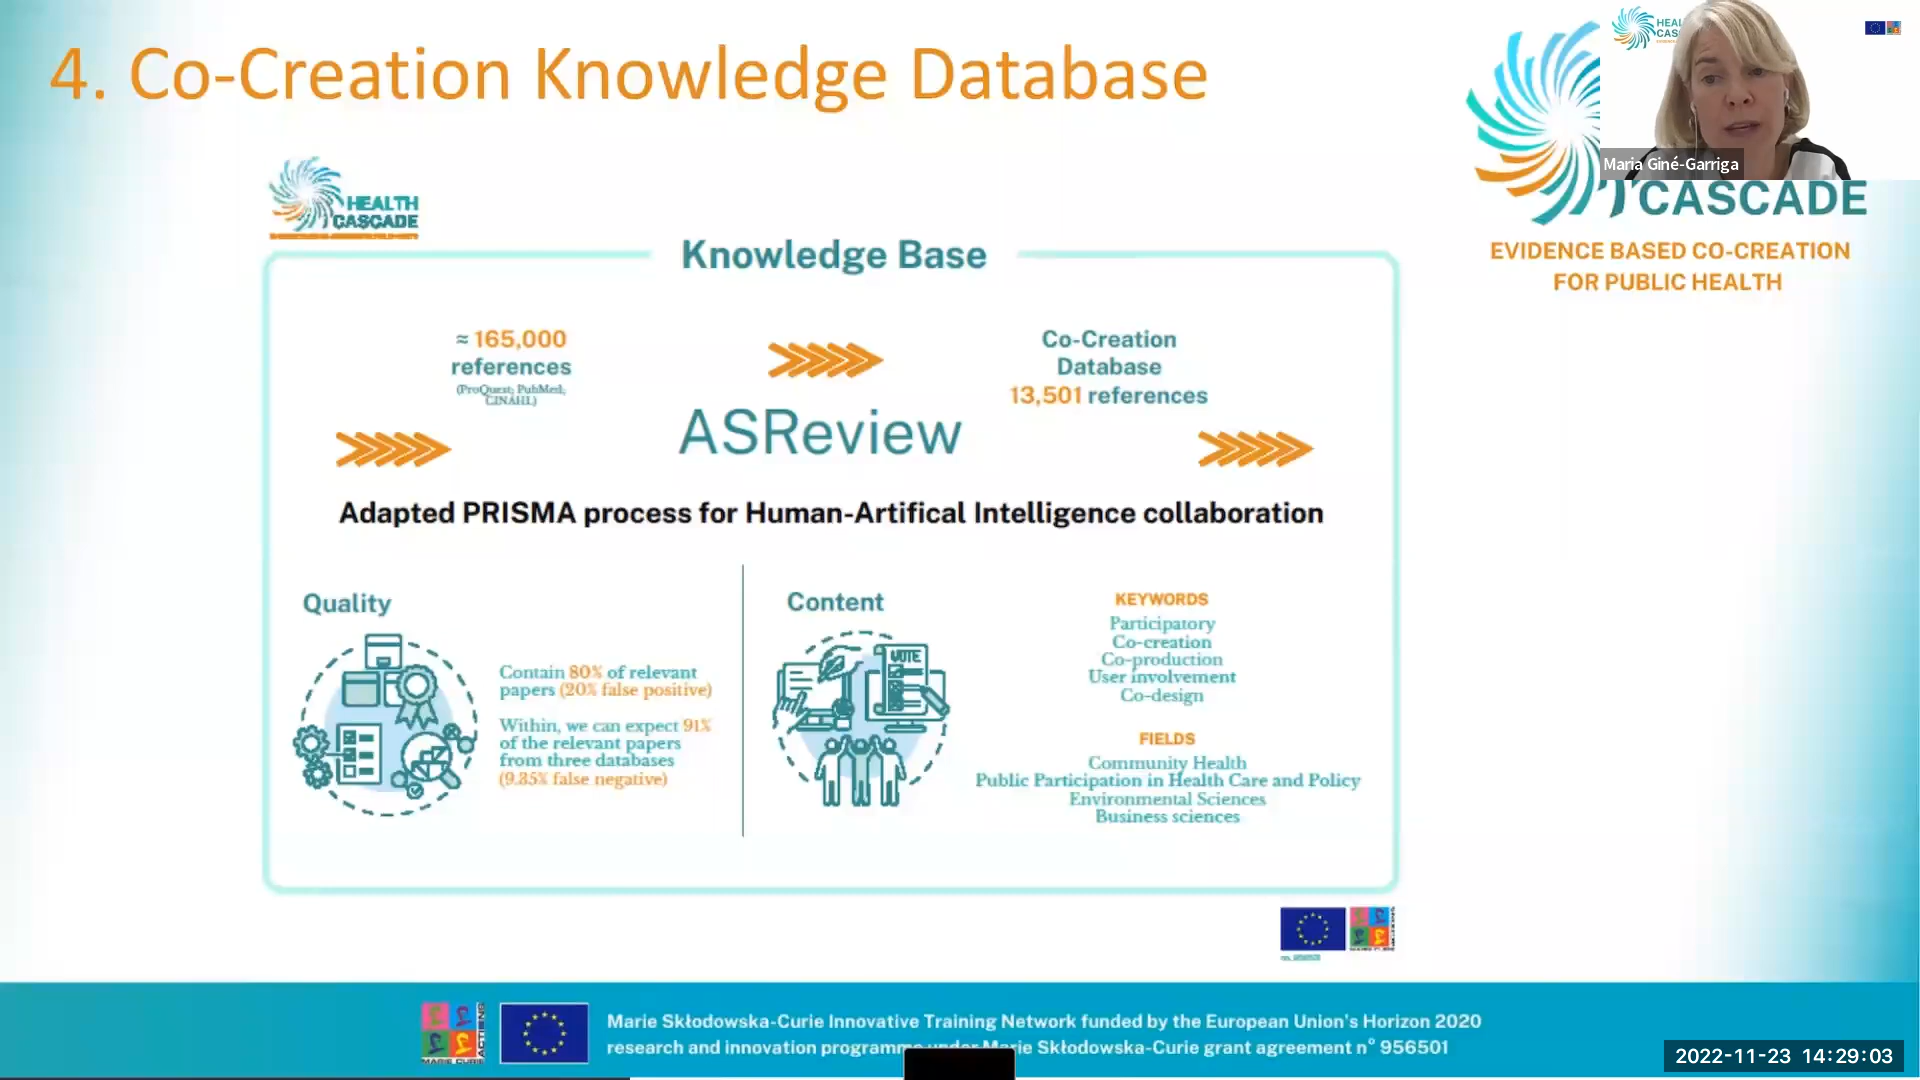 4. Co-Creation Knowledge Database
HEALTH
CASCADE
Knowledge Base
≈ 165,000
references
(ProQuest; PubMed;
CINAHL)
ASReview
Co-Creation
Database
13,501 references
Adapted PRISMA process for Human-Artifical Intelligence collaboration
Quality
Contain 80% of relevant
papers (20% false positive)
Within, we can expect 91%
of the relevant papers
from three databases
(9.35% false negative)
Content
VOTE
KEYWORDS
Participatory
Co-creation
Co-production
User involvement
Co-design
FIELDS
Community Health
Public Participation in Health Care and Policy
Environmental Sciences
Business sciences
Maria Giné-Garriga
CASCADE
EVIDENCE BASED CO-CREATION
FOR PUBLIC HEALTH
MARIE CURIE
ACTIONS
Marie Skłodowska-Curie Innovative Training Network funded by the European Union's Horizon 2020
research and innovation programme under Marie Skłodowska-Curie grant agreement n° 956501
2022-11-23 14:29:03